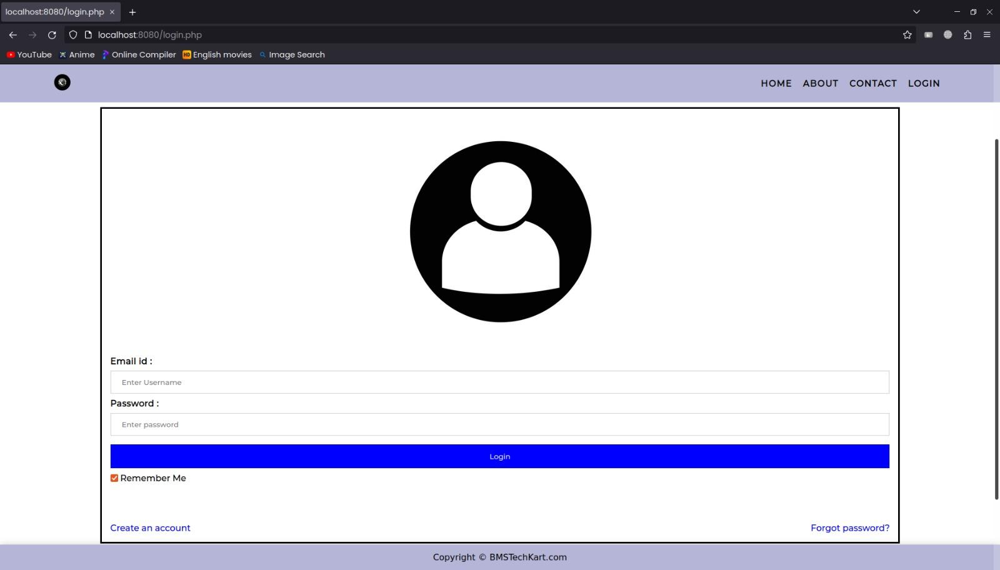 localhost:8080/login.php
localhost:8080/login.php
YouTube Anime HD Online Compiler English movies Image Search
HOME ABOUT CONTACT LOGIN
Email id :
Enter Username
Password :
Enter password
Login
Remember Me
Create an account Forgot password?
Copyright © BMSTechKart.com